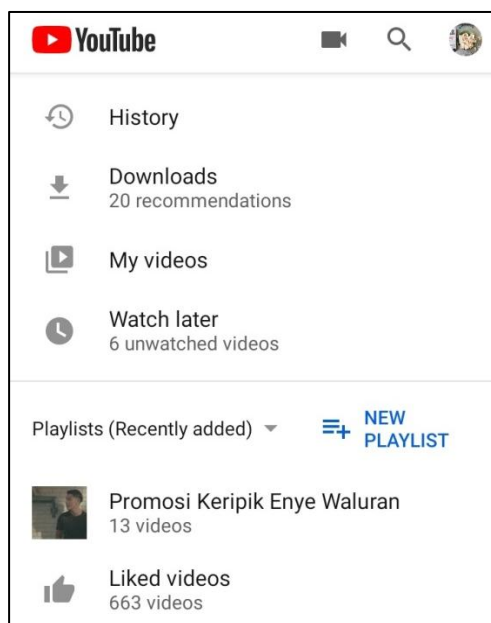 YouTube
History
Downloads
20 recommendations
My videos
Watch later
6 unwatched videos
Playlists (Recently added)
NEW
PLAYLIST
Promosi Keripik Enye Waluran
13 videos
Liked videos
663 videos